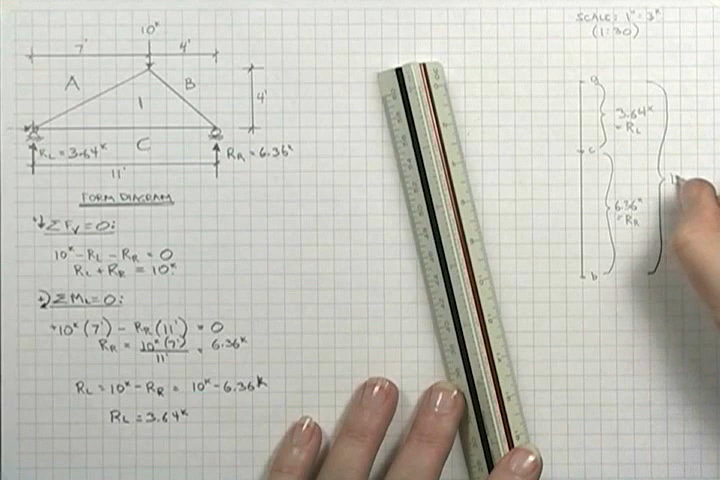 10ᵏ
7'
4'
A
B
1
4'
C
RL=3.64ᵏ
RR=6.36ᵏ
11'
FORM DIAGRAM
+↓ΣFV=0:
10ᵏ-RL-RR=0
RL+RR=10ᵏ
ΣML=0:
+10ᵏ(7')-RR(11')=0
RR=10ᵏ(7')/11'=6.36ᵏ
RL=10ᵏ-RR=10ᵏ-6.36k
RL=3.64ᵏ
SCALE: 1"=3ᵏ
(1:30)
a
3.64ᵏ
=RL
c
6.36ᵏ
=RR
b